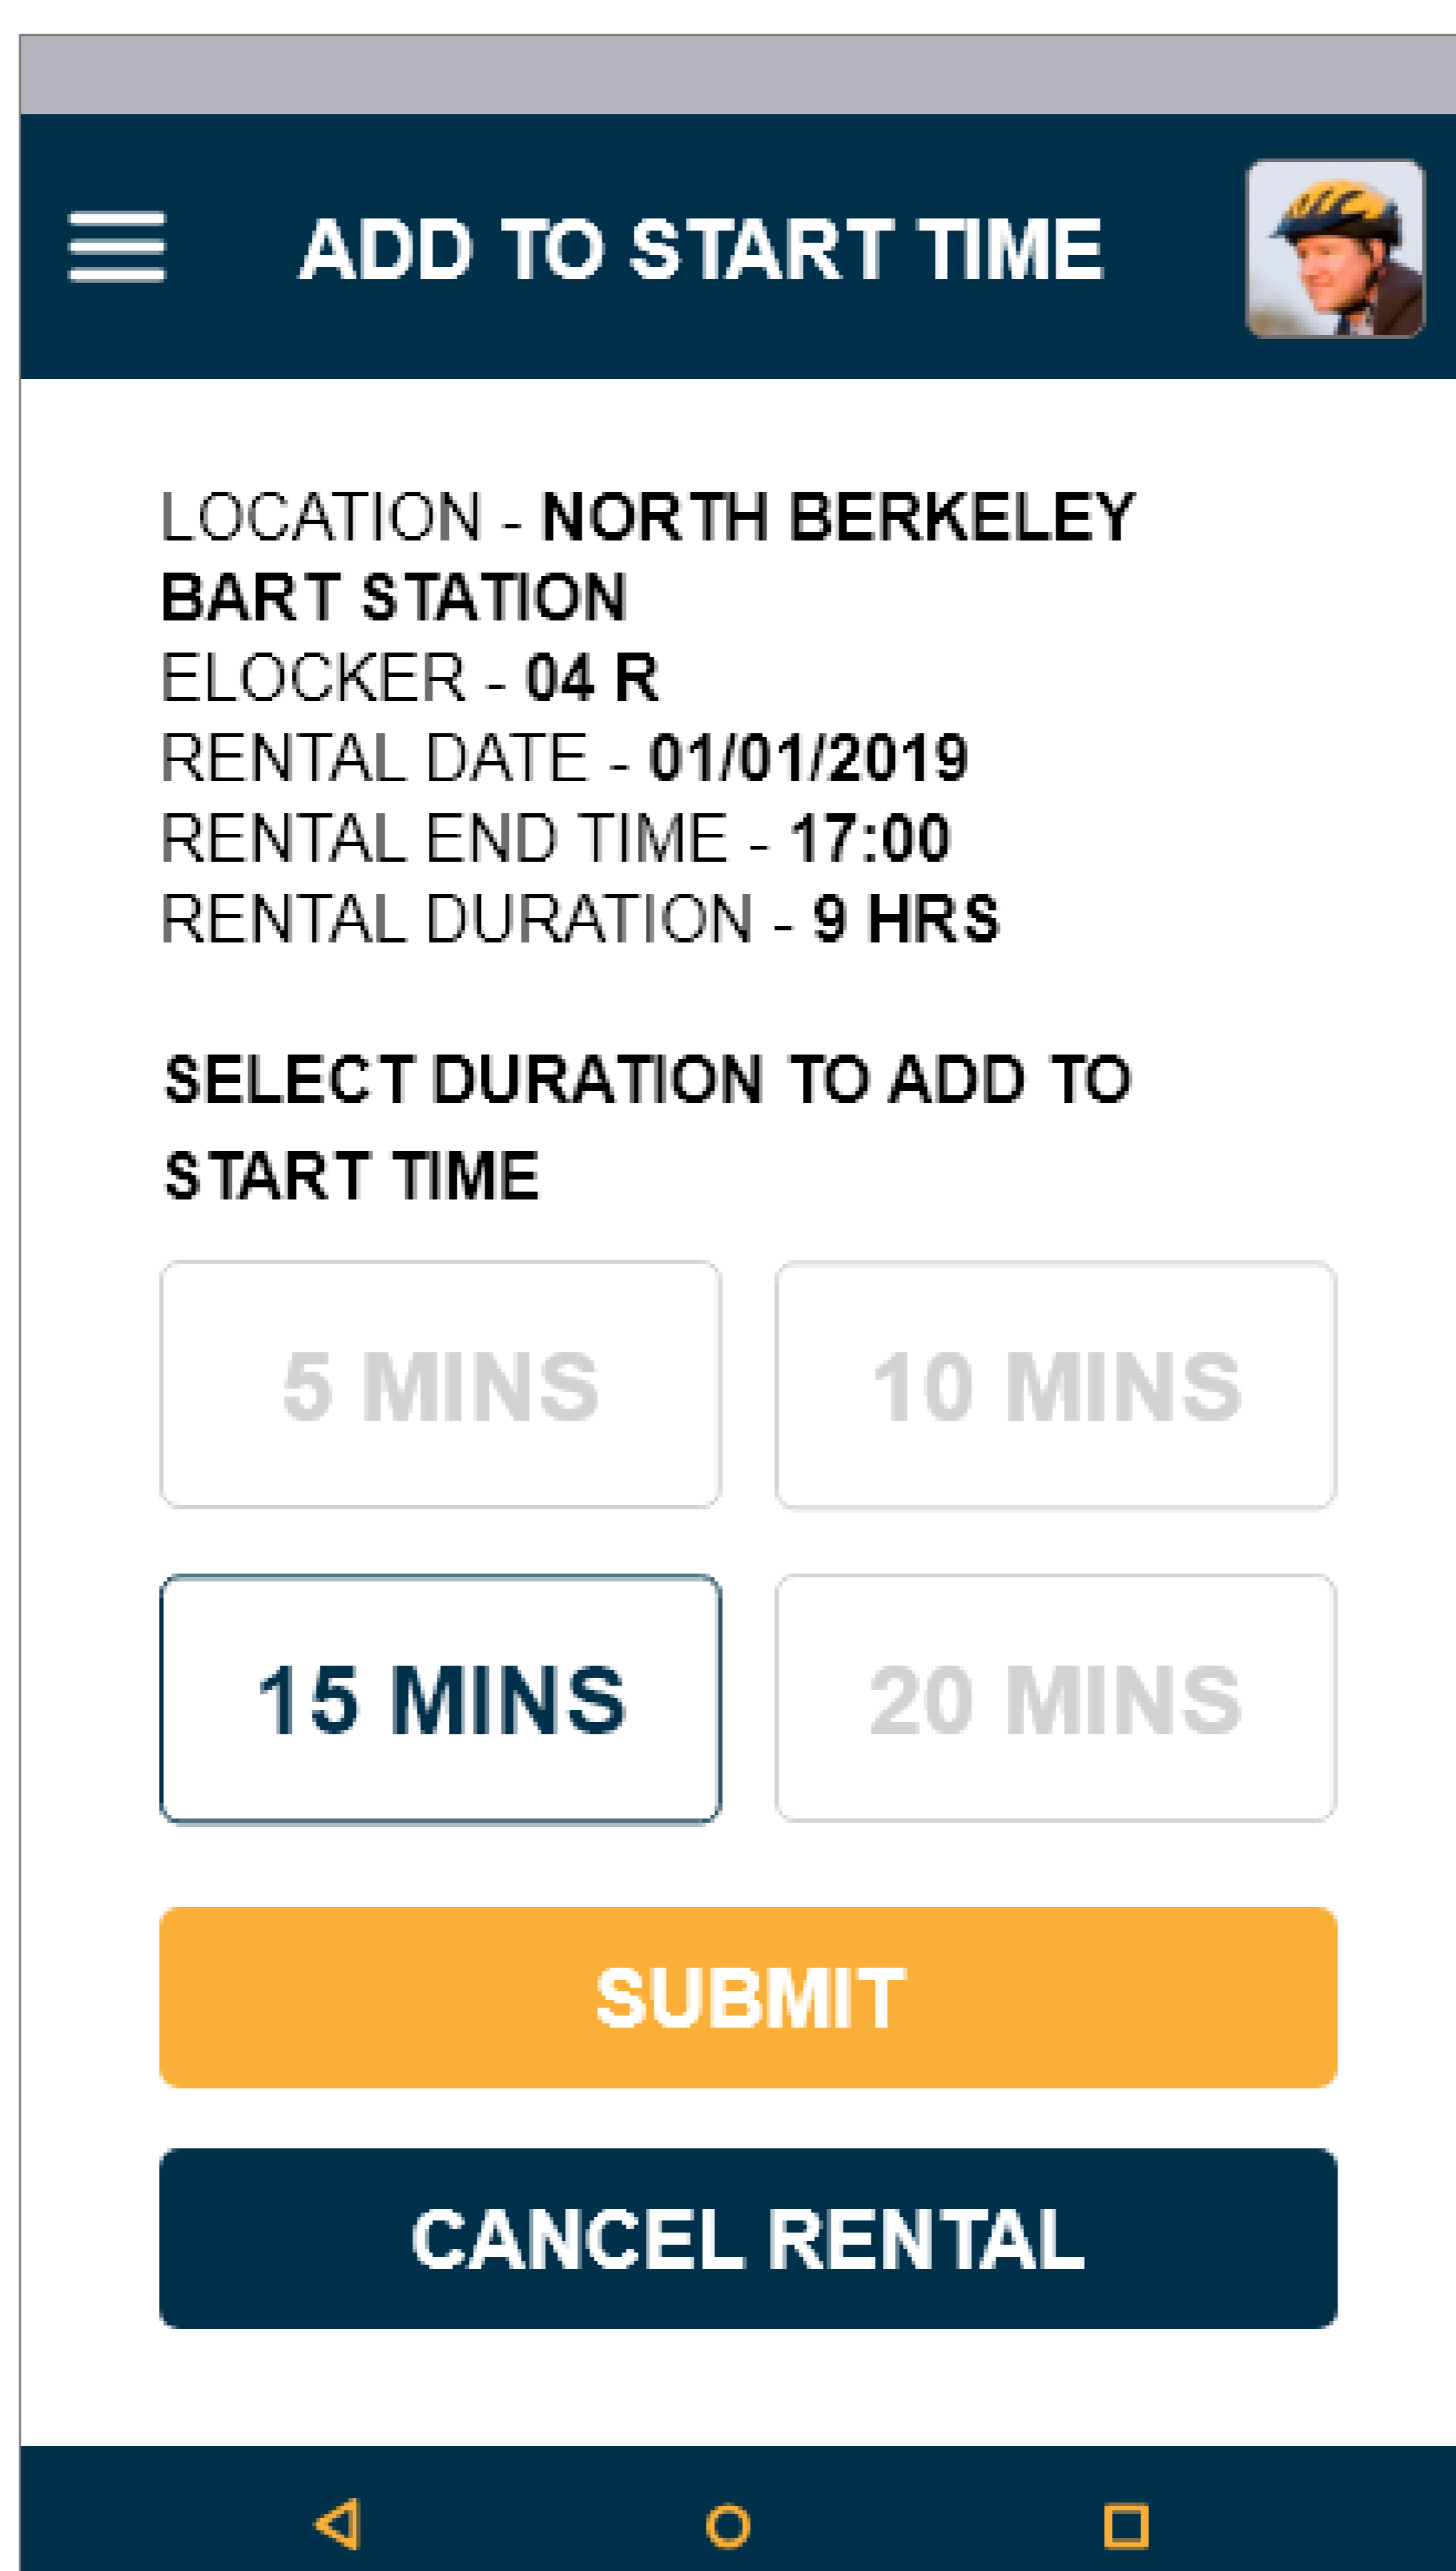 ADD TO START TIME
LOCATION - NORTH BERKELEY
BART STATION
ELOCKER - 04 R
RENTAL DATE - 01/01/2019
RENTAL END TIME - 17:00
RENTAL DURATION - 9 HRS
SELECT DURATION TO ADD TO
START TIME
5 MINS
10 MINS
15 MINS
20 MINS
SUBMIT
CANCEL RENTAL